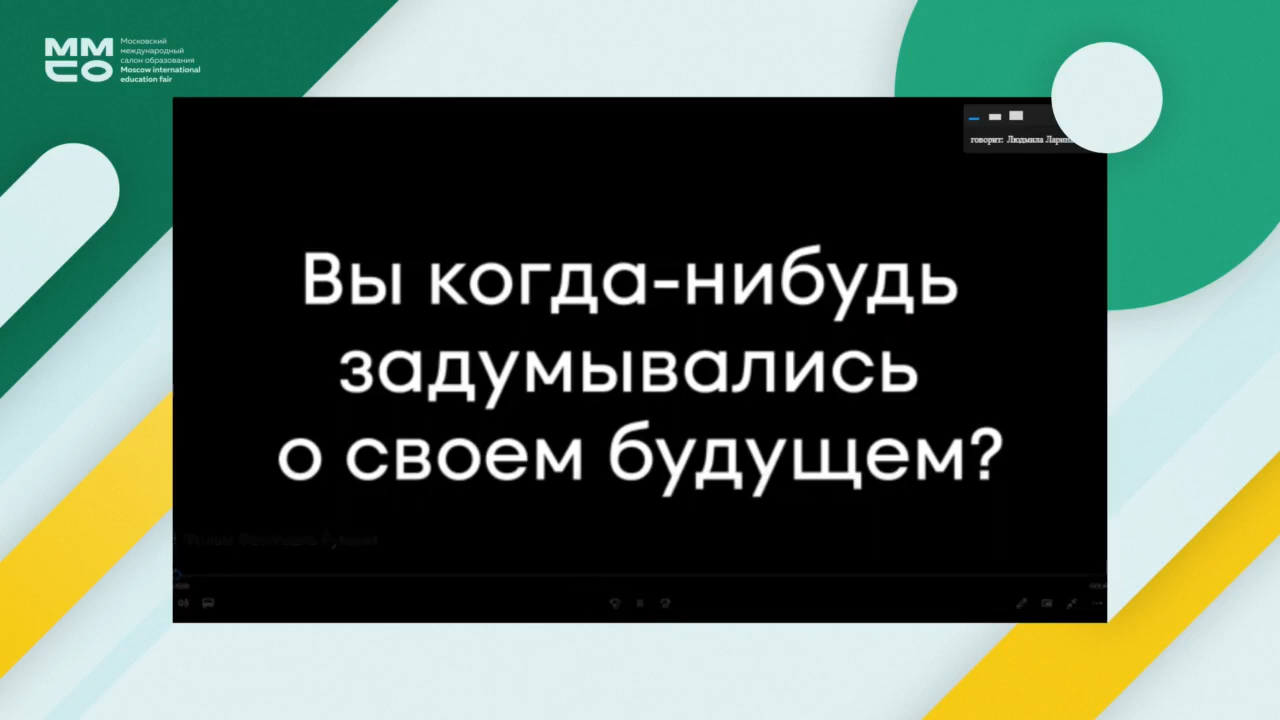 ММ
СО
Московский
международный
салон образования
Moscow international
education fair
говорит: Людмила
Вы когда-нибудь
задумывались
о своем будущем?